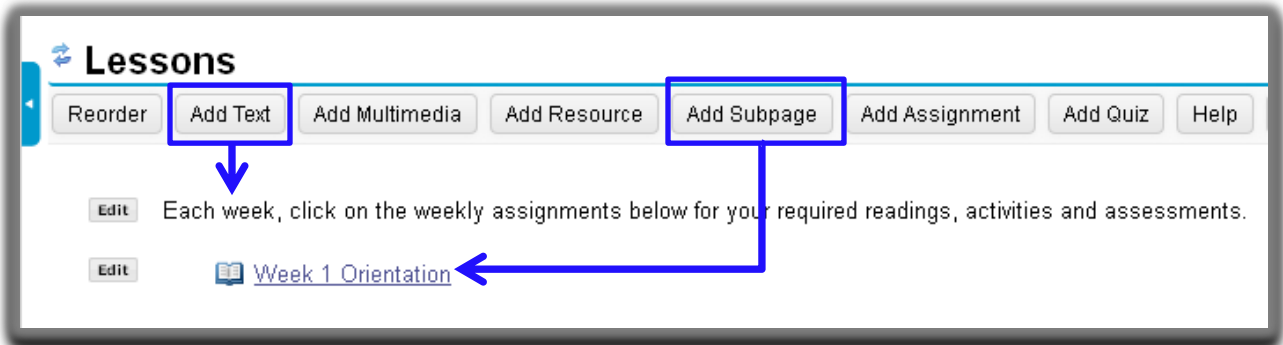 Lessons
Reorder Add Text Add Multimedia Add Resource Add Subpage Add Assignment Add Quiz Help
Edit Each week, click on the weekly assignments below for your required readings, activities and assessments.
Edit Week 1 Orientation